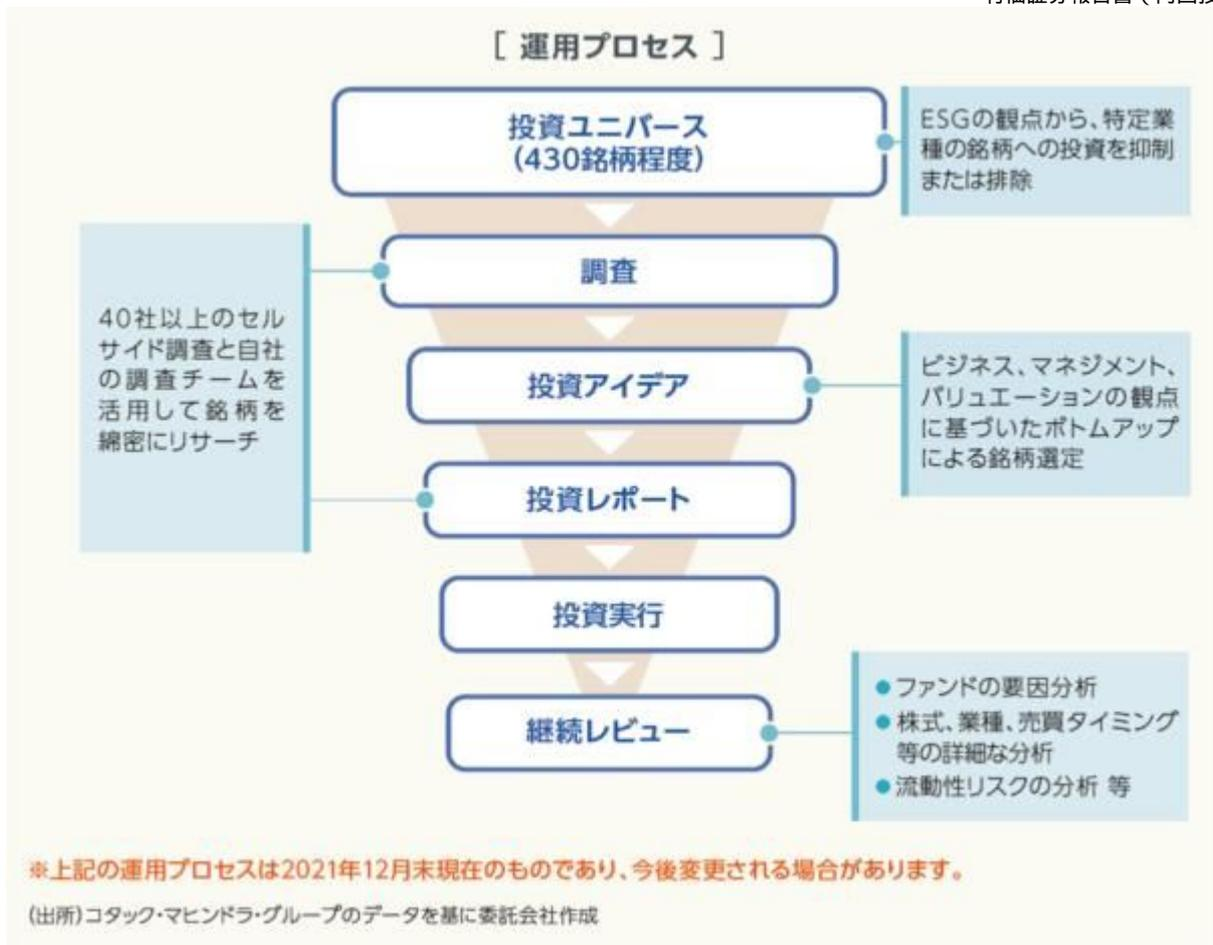 ［ 運用プロセス ］
投資ユニバース
(430銘柄程度)
ESGの観点から、特定業
種の銘柄への投資を抑制
または排除
調査
40社以上のセル
サイド調査と自社
の調査チームを
活用して銘柄を
綿密にリサーチ
投資アイデア
ビジネス、マネジメント、
バリュエーションの観点
に基づいたボトムアップ
による銘柄選定
投資レポート
投資実行
継続レビュー
●ファンドの要因分析
●株式、業種、売買タイミング
等の詳細な分析
●流動性リスクの分析 等
※上記の運用プロセスは2021年12月末現在のものであり、今後変更される場合があります。
(出所)コタック・マヒンドラ・グループのデータを基に委託会社作成